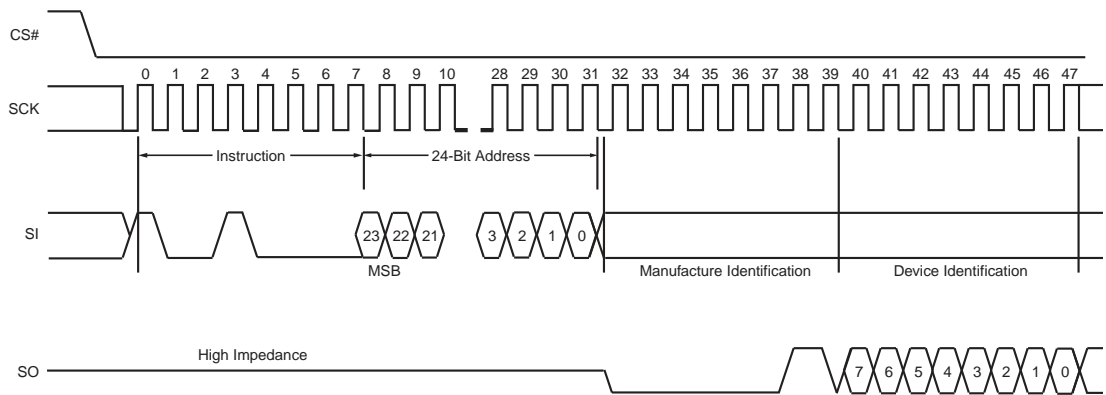 CS#
0 1 2 3 4 5 6 7 8 9 10 28 29 30 31 32 33 34 35 36 37 38 39 40 41 42 43 44 45 46 47
SCK
Instruction 24-Bit Address
SI 23 22 21 3 2 1 0
MSB Manufacture Identification Device Identification
High Impedance
SO 7 6 5 4 3 2 1 0